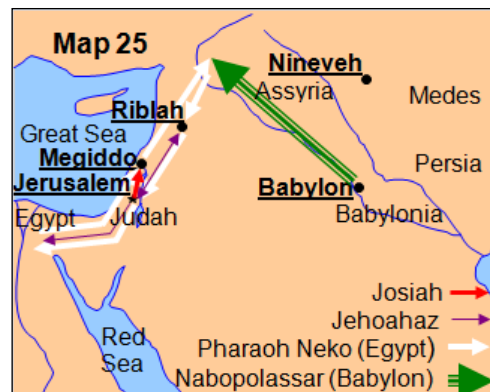 Map 25
Nineveh
Assyria
Medes
Riblah
Great Sea
Megiddo
Persia
Jerusalem
Babylon
Egypt
Judah
Babylonia
Red
Sea
Josiah
Jehoahaz
Pharaoh Neko (Egypt)
Nabopolassar (Babylon)